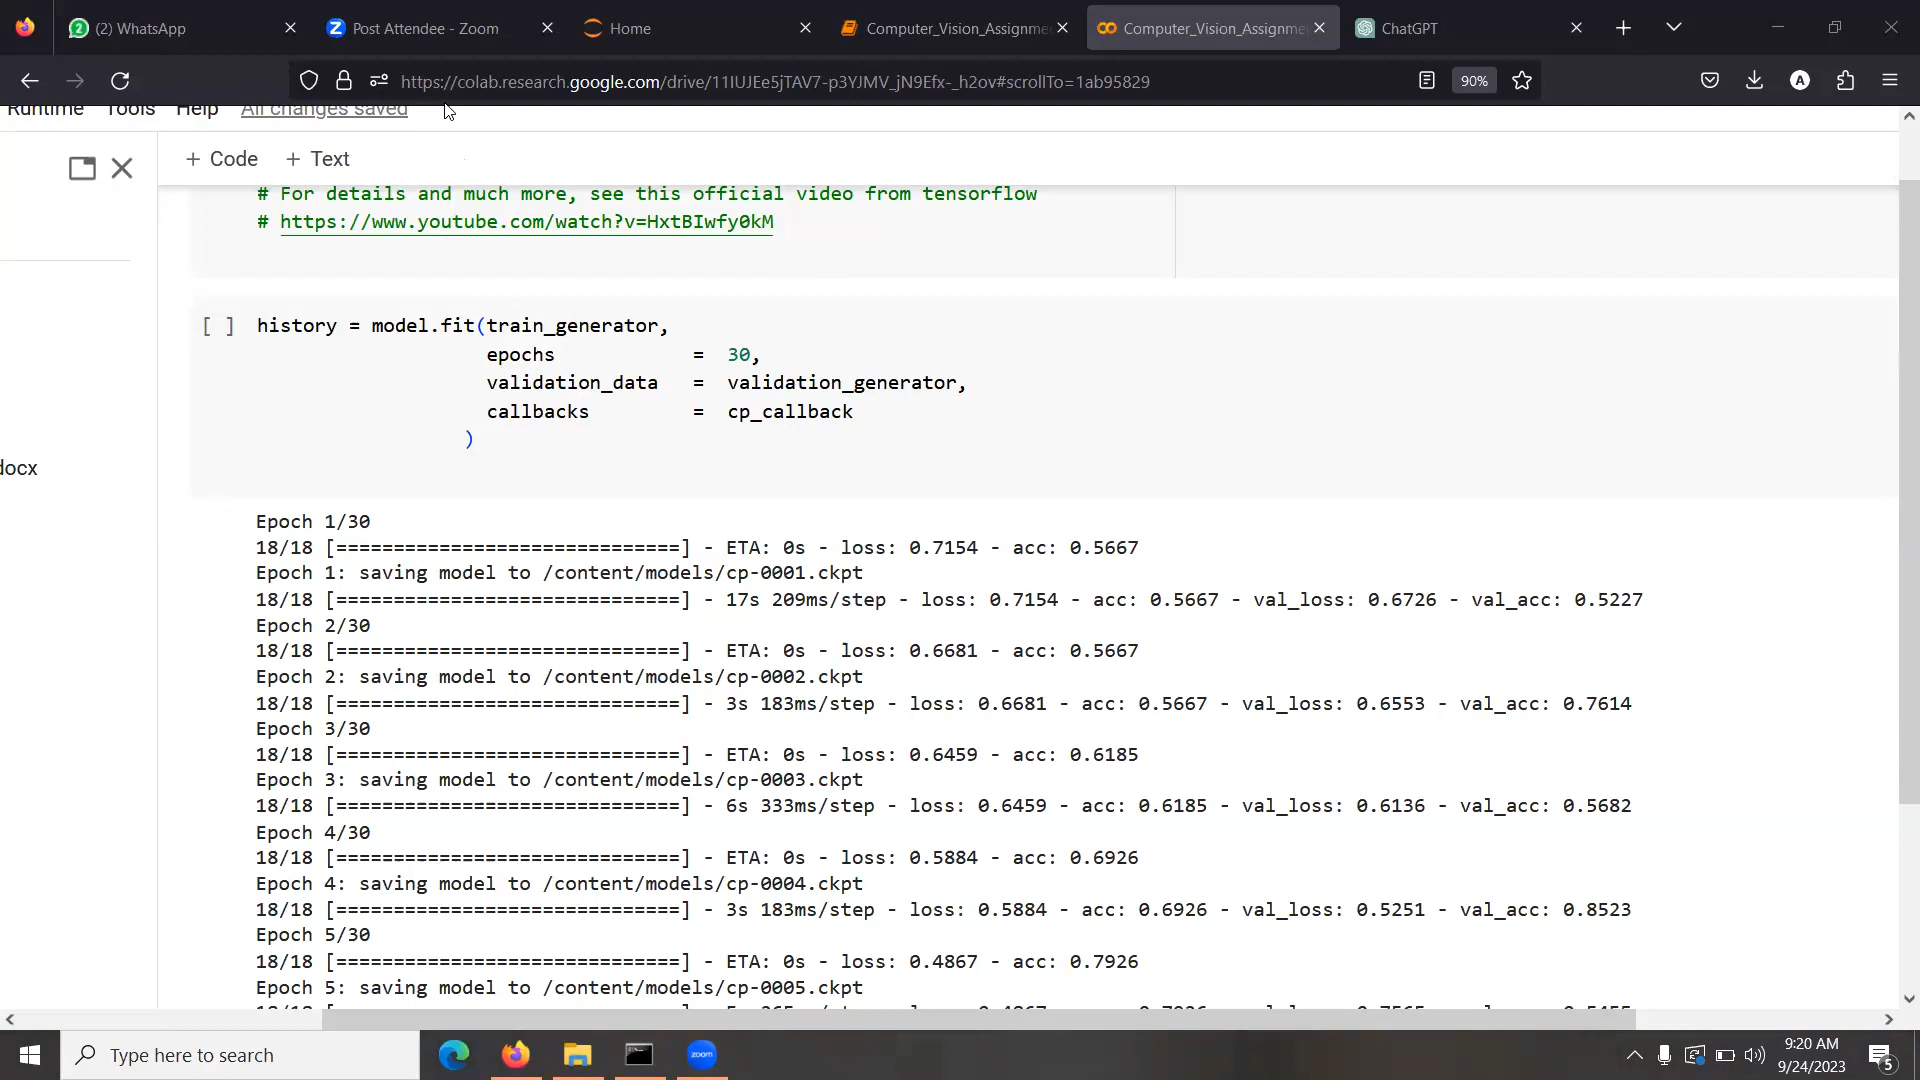 (2) WhatsApp
Post Attendee - Zoom
Home
Computer_Vision_Assignme
Computer_Vision_Assignme
ChatGPT
https://colab.research.google.com/drive/11IUJEe5jTAV7-p3YJMV_jN9Efx-_h2ov#scrollTo=1ab95829
90%
Runtime Tools Help All changes saved
+ Code + Text
# For details and much more, see this official video from tensorflow
# https://www.youtube.com/watch?v=HxtBIwfy0kM
[ ] history = model.fit(train_generator,
epochs = 30,
validation_data = validation_generator,
callbacks = cp_callback
)
docx
Epoch 1/30
18/18 [==============================] - ETA: 0s - loss: 0.7154 - acc: 0.5667
Epoch 1: saving model to /content/models/cp-0001.ckpt
18/18 [==============================] - 17s 209ms/step - loss: 0.7154 - acc: 0.5667 - val_loss: 0.6726 - val_acc: 0.5227
Epoch 2/30
18/18 [==============================] - ETA: 0s - loss: 0.6681 - acc: 0.5667
Epoch 2: saving model to /content/models/cp-0002.ckpt
18/18 [==============================] - 3s 183ms/step - loss: 0.6681 - acc: 0.5667 - val_loss: 0.6553 - val_acc: 0.7614
Epoch 3/30
18/18 [==============================] - ETA: 0s - loss: 0.6459 - acc: 0.6185
Epoch 3: saving model to /content/models/cp-0003.ckpt
18/18 [==============================] - 6s 333ms/step - loss: 0.6459 - acc: 0.6185 - val_loss: 0.6136 - val_acc: 0.5682
Epoch 4/30
18/18 [==============================] - ETA: 0s - loss: 0.5884 - acc: 0.6926
Epoch 4: saving model to /content/models/cp-0004.ckpt
18/18 [==============================] - 3s 183ms/step - loss: 0.5884 - acc: 0.6926 - val_loss: 0.5251 - val_acc: 0.8523
Epoch 5/30
18/18 [==============================] - ETA: 0s - loss: 0.4867 - acc: 0.7926
Epoch 5: saving model to /content/models/cp-0005.ckpt
Type here to search
zoom
9:20 AM
9/24/2023
5